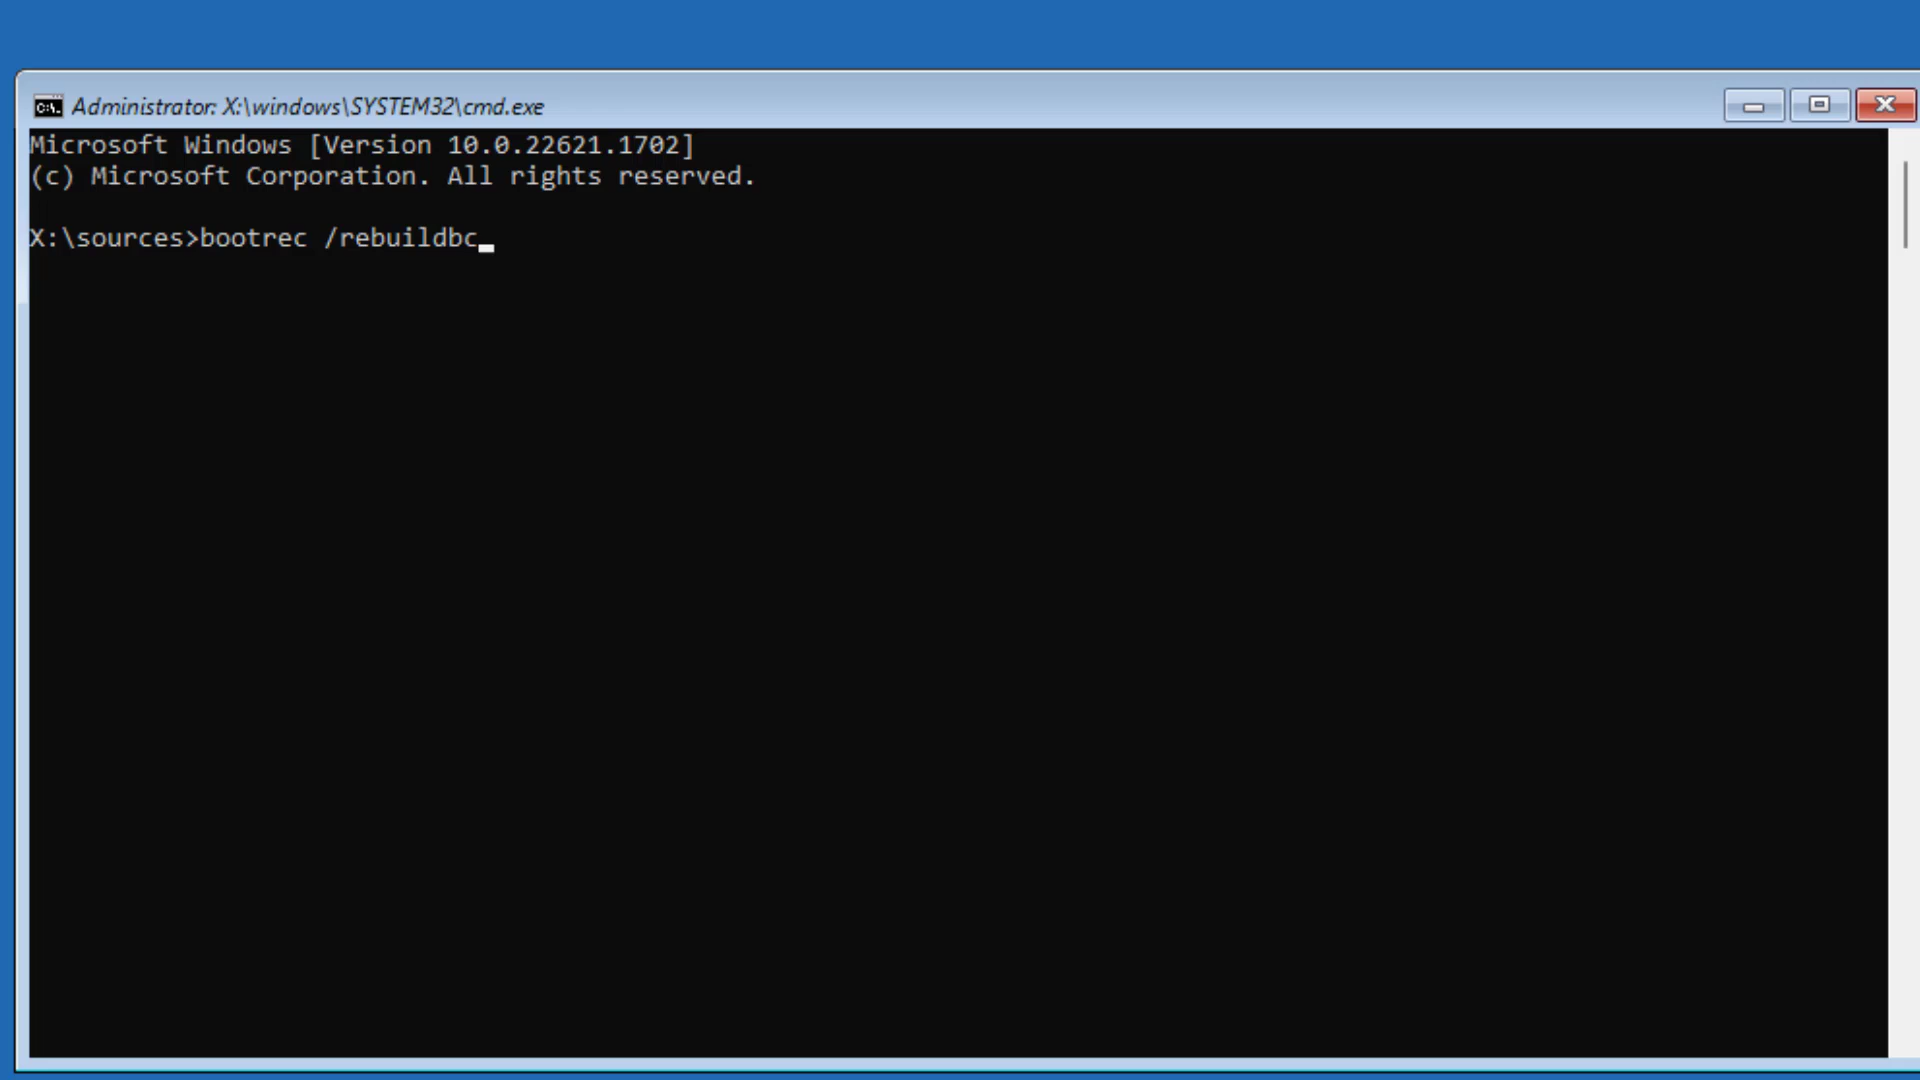 Administrator: X:\windows\SYSTEM32\cmd.exe
Microsoft Windows [Version 10.0.22621.1702]
(c) Microsoft Corporation. All rights reserved.
X:\sources>bootrec /rebuildbc